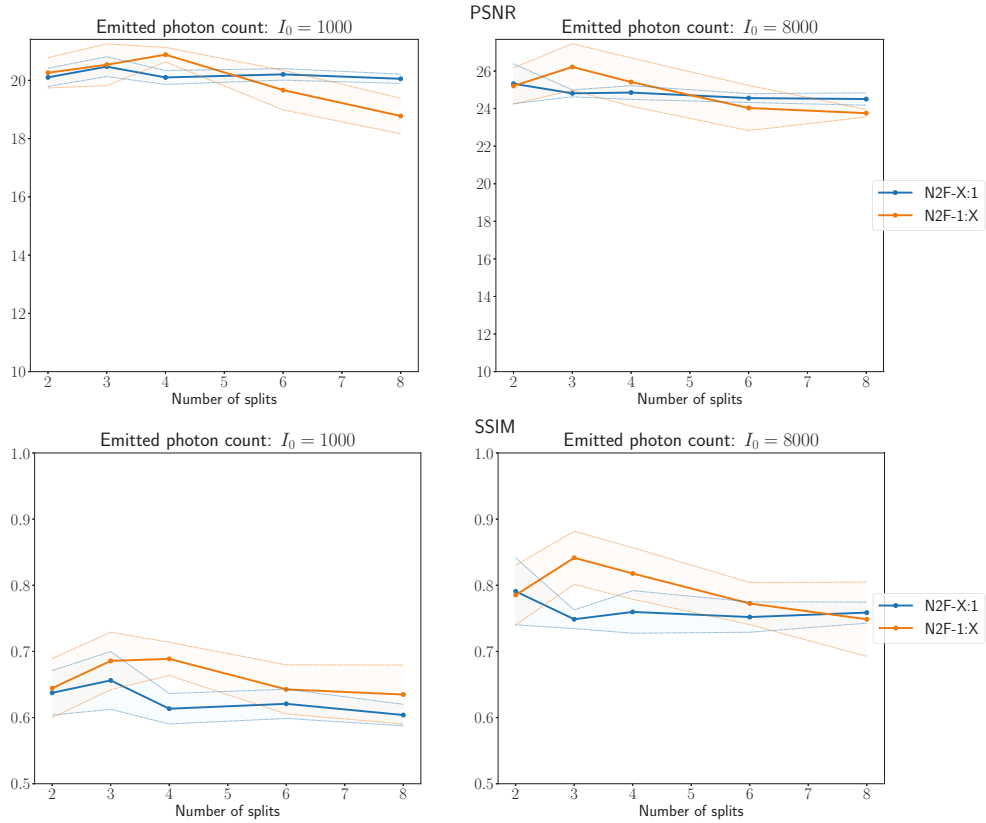 PSNR
Emitted photon count: I₀ = 1000
20
18
16
14
12
10
2 3 4 5 6 7 8
Number of splits
Emitted photon count: I₀ = 8000
26
24
22
20
18
16
14
12
10
2 3 4 5 6 7 8
Number of splits
N2F-X:1
N2F-1:X
SSIM
Emitted photon count: I₀ = 1000
1.0
0.9
0.8
0.7
0.6
0.5
2 3 4 5 6 7 8
Number of splits
Emitted photon count: I₀ = 8000
1.0
0.9
0.8
0.7
0.6
0.5
2 3 4 5 6 7 8
Number of splits
N2F-X:1
N2F-1:X